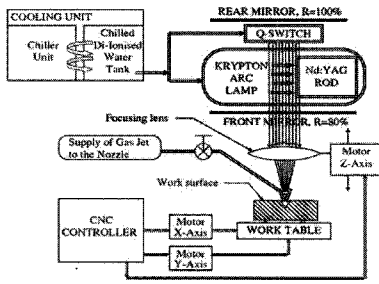 COOLING UNIT
Chiller
Unit
Chilled
Di-Ionised
Water
Tank
REAR MIRROR, R=100%
Q-SWITCH
KRYPTON
ARC
LAMP
Nd:YAG
ROD
FRONT MIRROR, R=80%
Focusing lens
Supply of Gas Jet
to the Nozzle
Motor
Z-Axis
Work surface
CNC
CONTROLLER
Motor
X-Axis
Motor
Y-Axis
WORK TABLE